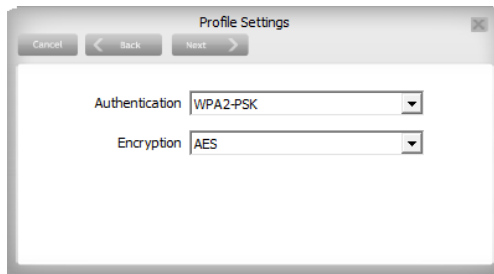 Profile Settings
Cancel Back Next
Authentication WPA2-PSK
Encryption AES